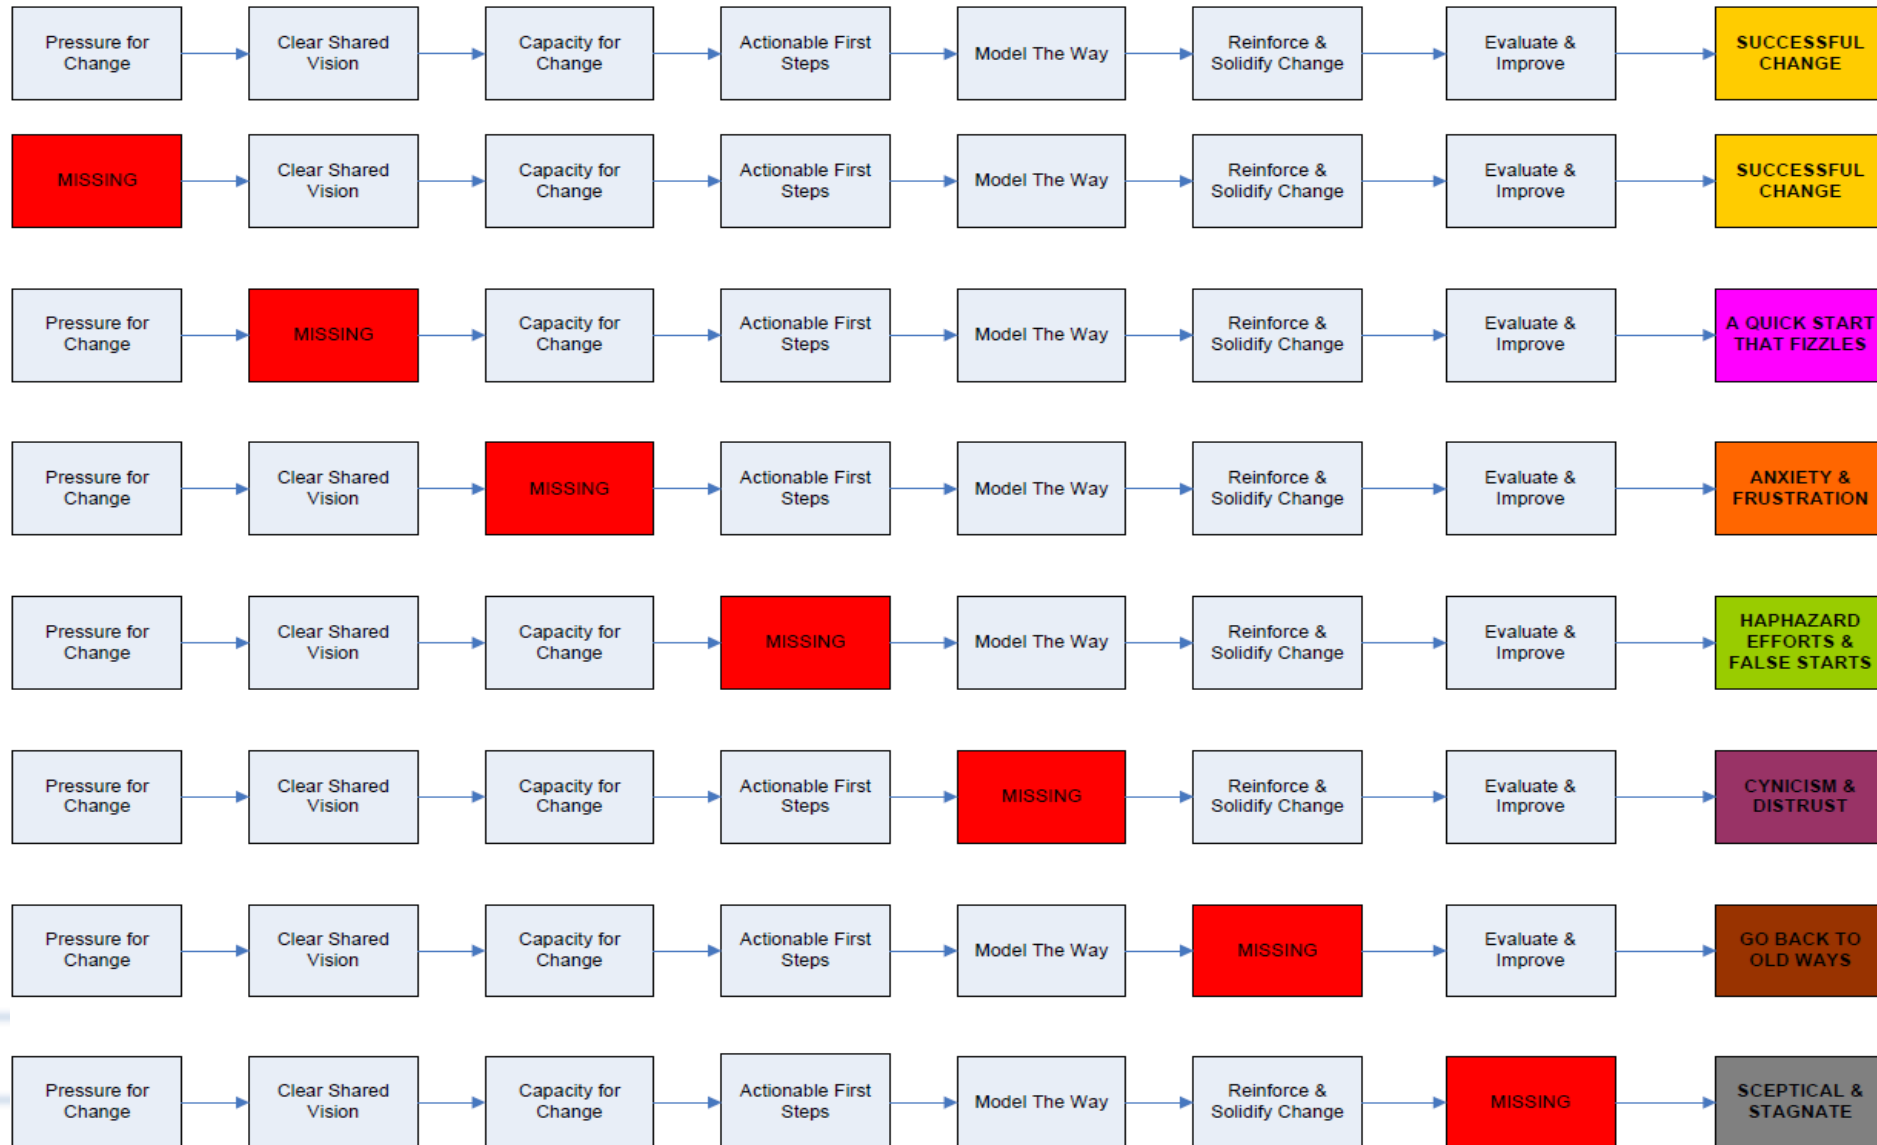 Pressure for
Change
Clear Shared
Vision
Capacity for
Change
Actionable First
Steps
Model The Way
Reinforce &
Solidify Change
Evaluate &
Improve
SUCCESSFUL
CHANGE
MISSING
Clear Shared
Vision
Capacity for
Change
Actionable First
Steps
Model The Way
Reinforce &
Solidify Change
Evaluate &
Improve
SUCCESSFUL
CHANGE
Pressure for
Change
MISSING
Capacity for
Change
Actionable First
Steps
Model The Way
Reinforce &
Solidify Change
Evaluate &
Improve
A QUICK START
THAT FIZZLES
Pressure for
Change
Clear Shared
Vision
MISSING
Actionable First
Steps
Model The Way
Reinforce &
Solidify Change
Evaluate &
Improve
ANXIETY &
FRUSTRATION
Pressure for
Change
Clear Shared
Vision
Capacity for
Change
MISSING
Model The Way
Reinforce &
Solidify Change
Evaluate &
Improve
HAPHAZARD
EFFORTS &
FALSE STARTS
Pressure for
Change
Clear Shared
Vision
Capacity for
Change
Actionable First
Steps
MISSING
Reinforce &
Solidify Change
Evaluate &
Improve
CYNICISM &
DISTRUST
Pressure for
Change
Clear Shared
Vision
Capacity for
Change
Actionable First
Steps
Model The Way
MISSING
Evaluate &
Improve
GO BACK TO
OLD WAYS
Pressure for
Change
Clear Shared
Vision
Capacity for
Change
Actionable First
Steps
Model The Way
Reinforce &
Solidify Change
MISSING
SCEPTICAL &
STAGNATE